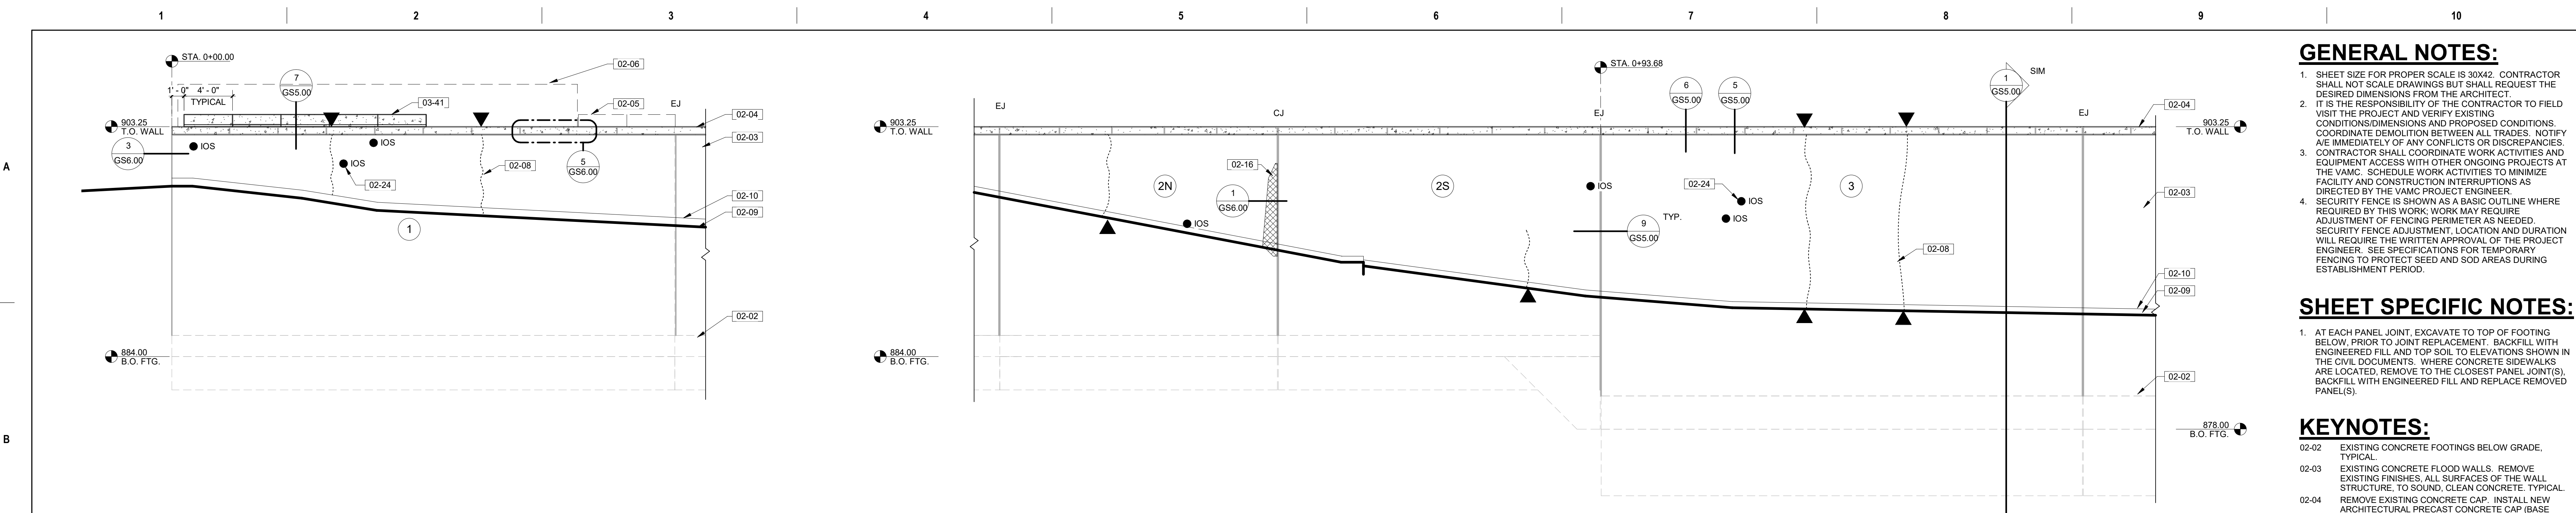 1 2 3 4 5 6 7 8 9 10
A
B
STA. 0+00.00
1' - 0" 4' - 0"
TYPICAL
7
GS5.00
02-06
03-41
02-05
EJ
02-04
903.25
T.O. WALL
02-03
3
GS6.00
IOS
IOS
IOS
02-24
02-08
5
GS6.00
02-10
02-09
1
02-02
884.00
B.O. FTG.
903.25
T.O. WALL
EJ
CJ
STA. 0+93.68
6
GS5.00
5
GS5.00
EJ
1
GS5.00
SIM
EJ
02-04
903.25
T.O. WALL
02-16
2N
1
GS6.00
IOS
2S
IOS
02-24
IOS
IOS
9
GS5.00
TYP.
3
02-03
02-08
02-10
02-09
884.00
B.O. FTG.
02-02
878.00
B.O. FTG.
GENERAL NOTES:
1. SHEET SIZE FOR PROPER SCALE IS 30X42. CONTRACTOR
SHALL NOT SCALE DRAWINGS BUT SHALL REQUEST THE
DESIRED DIMENSIONS FROM THE ARCHITECT.
2. IT IS THE RESPONSIBILITY OF THE CONTRACTOR TO FIELD
VISIT THE PROJECT AND VERIFY EXISTING
CONDITIONS/DIMENSIONS AND PROPOSED CONDITIONS.
COORDINATE DEMOLITION BETWEEN ALL TRADES. NOTIFY
A/E IMMEDIATELY OF ANY CONFLICTS OR DISCREPANCIES.
3. CONTRACTOR SHALL COORDINATE WORK ACTIVITIES AND
EQUIPMENT ACCESS WITH OTHER ONGOING PROJECTS AT
THE VAMC. SCHEDULE WORK ACTIVITIES TO MINIMIZE
FACILITY AND CONSTRUCTION INTERRUPTIONS AS
DIRECTED BY THE VAMC PROJECT ENGINEER.
4. SECURITY FENCE IS SHOWN AS A BASIC OUTLINE WHERE
REQUIRED BY THIS WORK; WORK MAY REQUIRE
ADJUSTMENT OF FENCING PERIMETER AS NEEDED.
SECURITY FENCE ADJUSTMENT, LOCATION AND DURATION
WILL REQUIRE THE WRITTEN APPROVAL OF THE PROJECT
ENGINEER. SEE SPECIFICATIONS FOR TEMPORARY
FENCING TO PROTECT SEED AND SOD AREAS DURING
ESTABLISHMENT PERIOD.
SHEET SPECIFIC NOTES:
1. AT EACH PANEL JOINT, EXCAVATE TO TOP OF FOOTING
BELOW, PRIOR TO JOINT REPLACEMENT. BACKFILL WITH
ENGINEERED FILL AND TOP SOIL TO ELEVATIONS SHOWN IN
THE CIVIL DOCUMENTS. WHERE CONCRETE SIDEWALKS
ARE LOCATED, REMOVE TO THE CLOSEST PANEL JOINT(S),
BACKFILL WITH ENGINEERED FILL AND REPLACE REMOVED
PANEL(S).
KEYNOTES:
02-02 EXISTING CONCRETE FOOTINGS BELOW GRADE,
TYPICAL.
02-03 EXISTING CONCRETE FLOOD WALLS. REMOVE
EXISTING FINISHES, ALL SURFACES OF THE WALL
STRUCTURE, TO SOUND, CLEAN CONCRETE. TYPICAL.
02-04 REMOVE EXISTING CONCRETE CAP. INSTALL NEW
ARCHITECTURAL PRECAST CONCRETE CAP (BASE